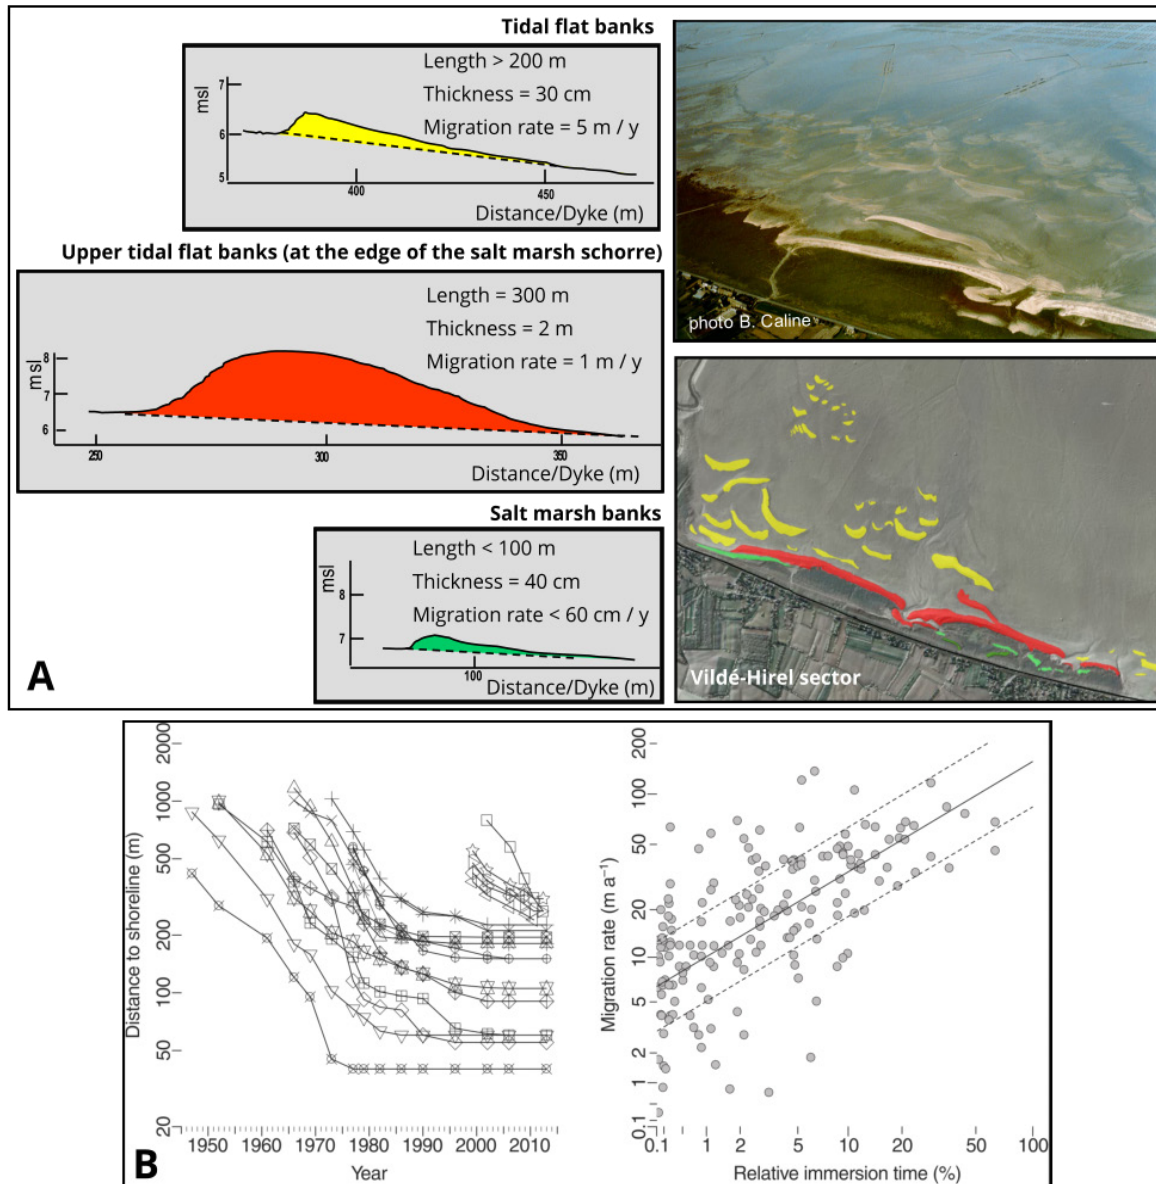 Tidal flat banks
Length > 200 m
Thickness = 30 cm
Migration rate = 5 m / y
msl
7
6
5
400
450
Distance/Dyke (m)
Upper tidal flat banks (at the edge of the salt marsh schorre)
Length = 300 m
Thickness = 2 m
Migration rate = 1 m / y
msl
8
7
6
250
300
350
Distance/Dyke (m)
Salt marsh banks
Length < 100 m
Thickness = 40 cm
Migration rate < 60 cm / y
msl
8
7
100
Distance/Dyke (m)
A
photo B. Caline
Vildé-Hirel sector
Distance to shoreline (m)
2000
1000
500
200
100
50
20
1950 1960 1970 1980 1990 2000 2010
Year
B
Migration rate (m a⁻¹)
200
100
50
20
10
5
2
1
0.1
0.1 1 2 5 10 20 50 100
Relative immersion time (%)